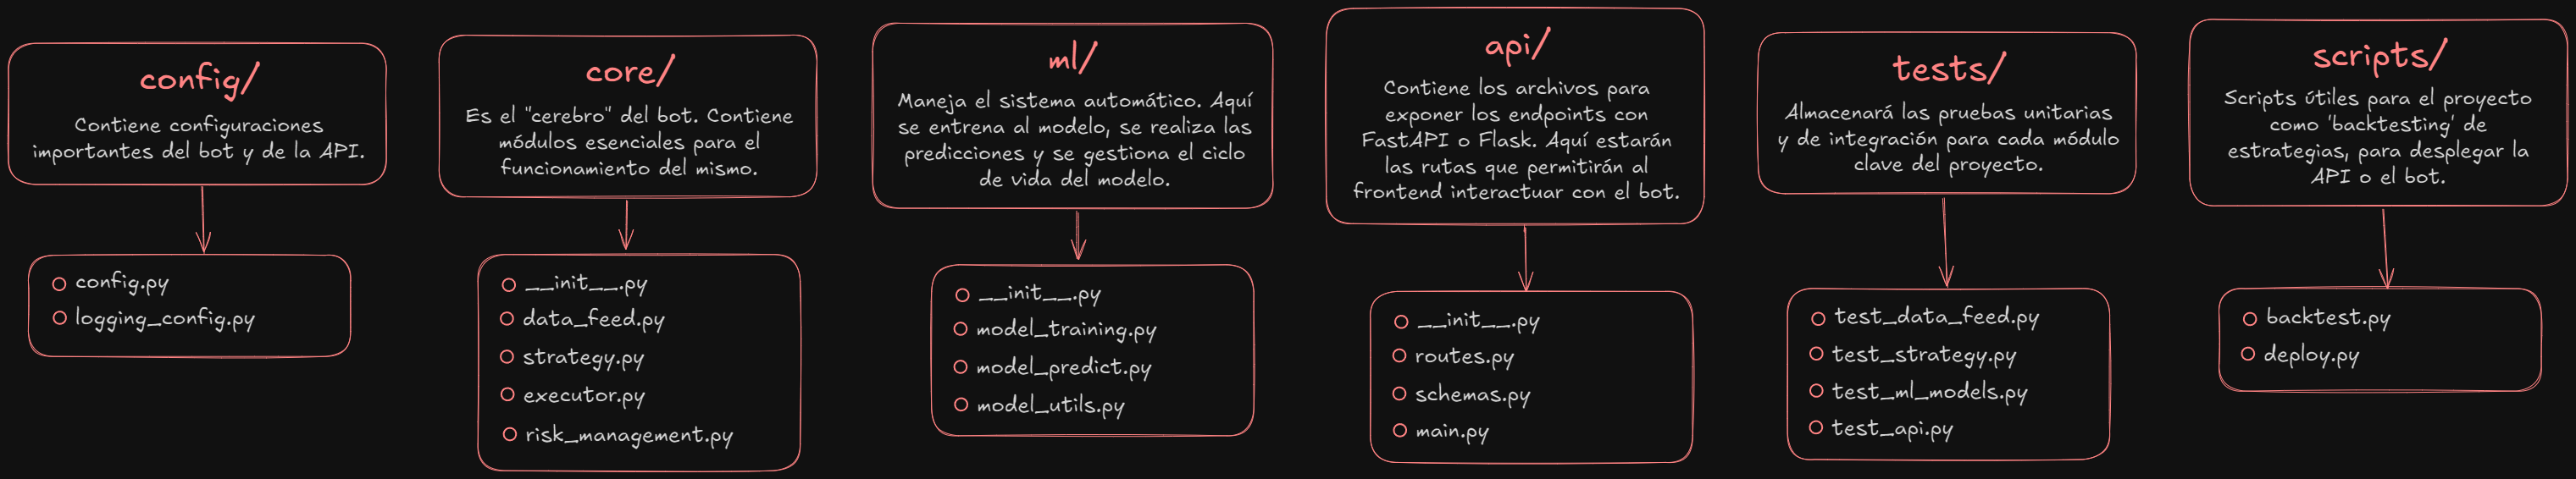 config/
Contiene configuraciones
importantes del bot y de la API.
config.py
logging_config.py
core/
Es el "cerebro" del bot. Contiene
módulos esenciales para el
funcionamiento del mismo.
__init__.py
data_feed.py
strategy.py
executor.py
risk_management.py
ml/
Maneja el sistema automático. Aquí
se entrena al modelo, se realiza las
predicciones y se gestiona el ciclo
de vida del modelo.
__init__.py
model_training.py
model_predict.py
model_utils.py
api/
Contiene los archivos para
exponer los endpoints con
FastAPI o Flask. Aquí estarán
las rutas que permitirán al
frontend interactuar con el bot.
__init__.py
routes.py
schemas.py
main.py
tests/
Almacenará las pruebas unitarias
y de integración para cada módulo
clave del proyecto.
test_data_feed.py
test_strategy.py
test_ml_models.py
test_api.py
scripts/
Scripts útiles para el proyecto
como 'backtesting' de
estrategias, para desplegar la
API o el bot.
backtest.py
deploy.py